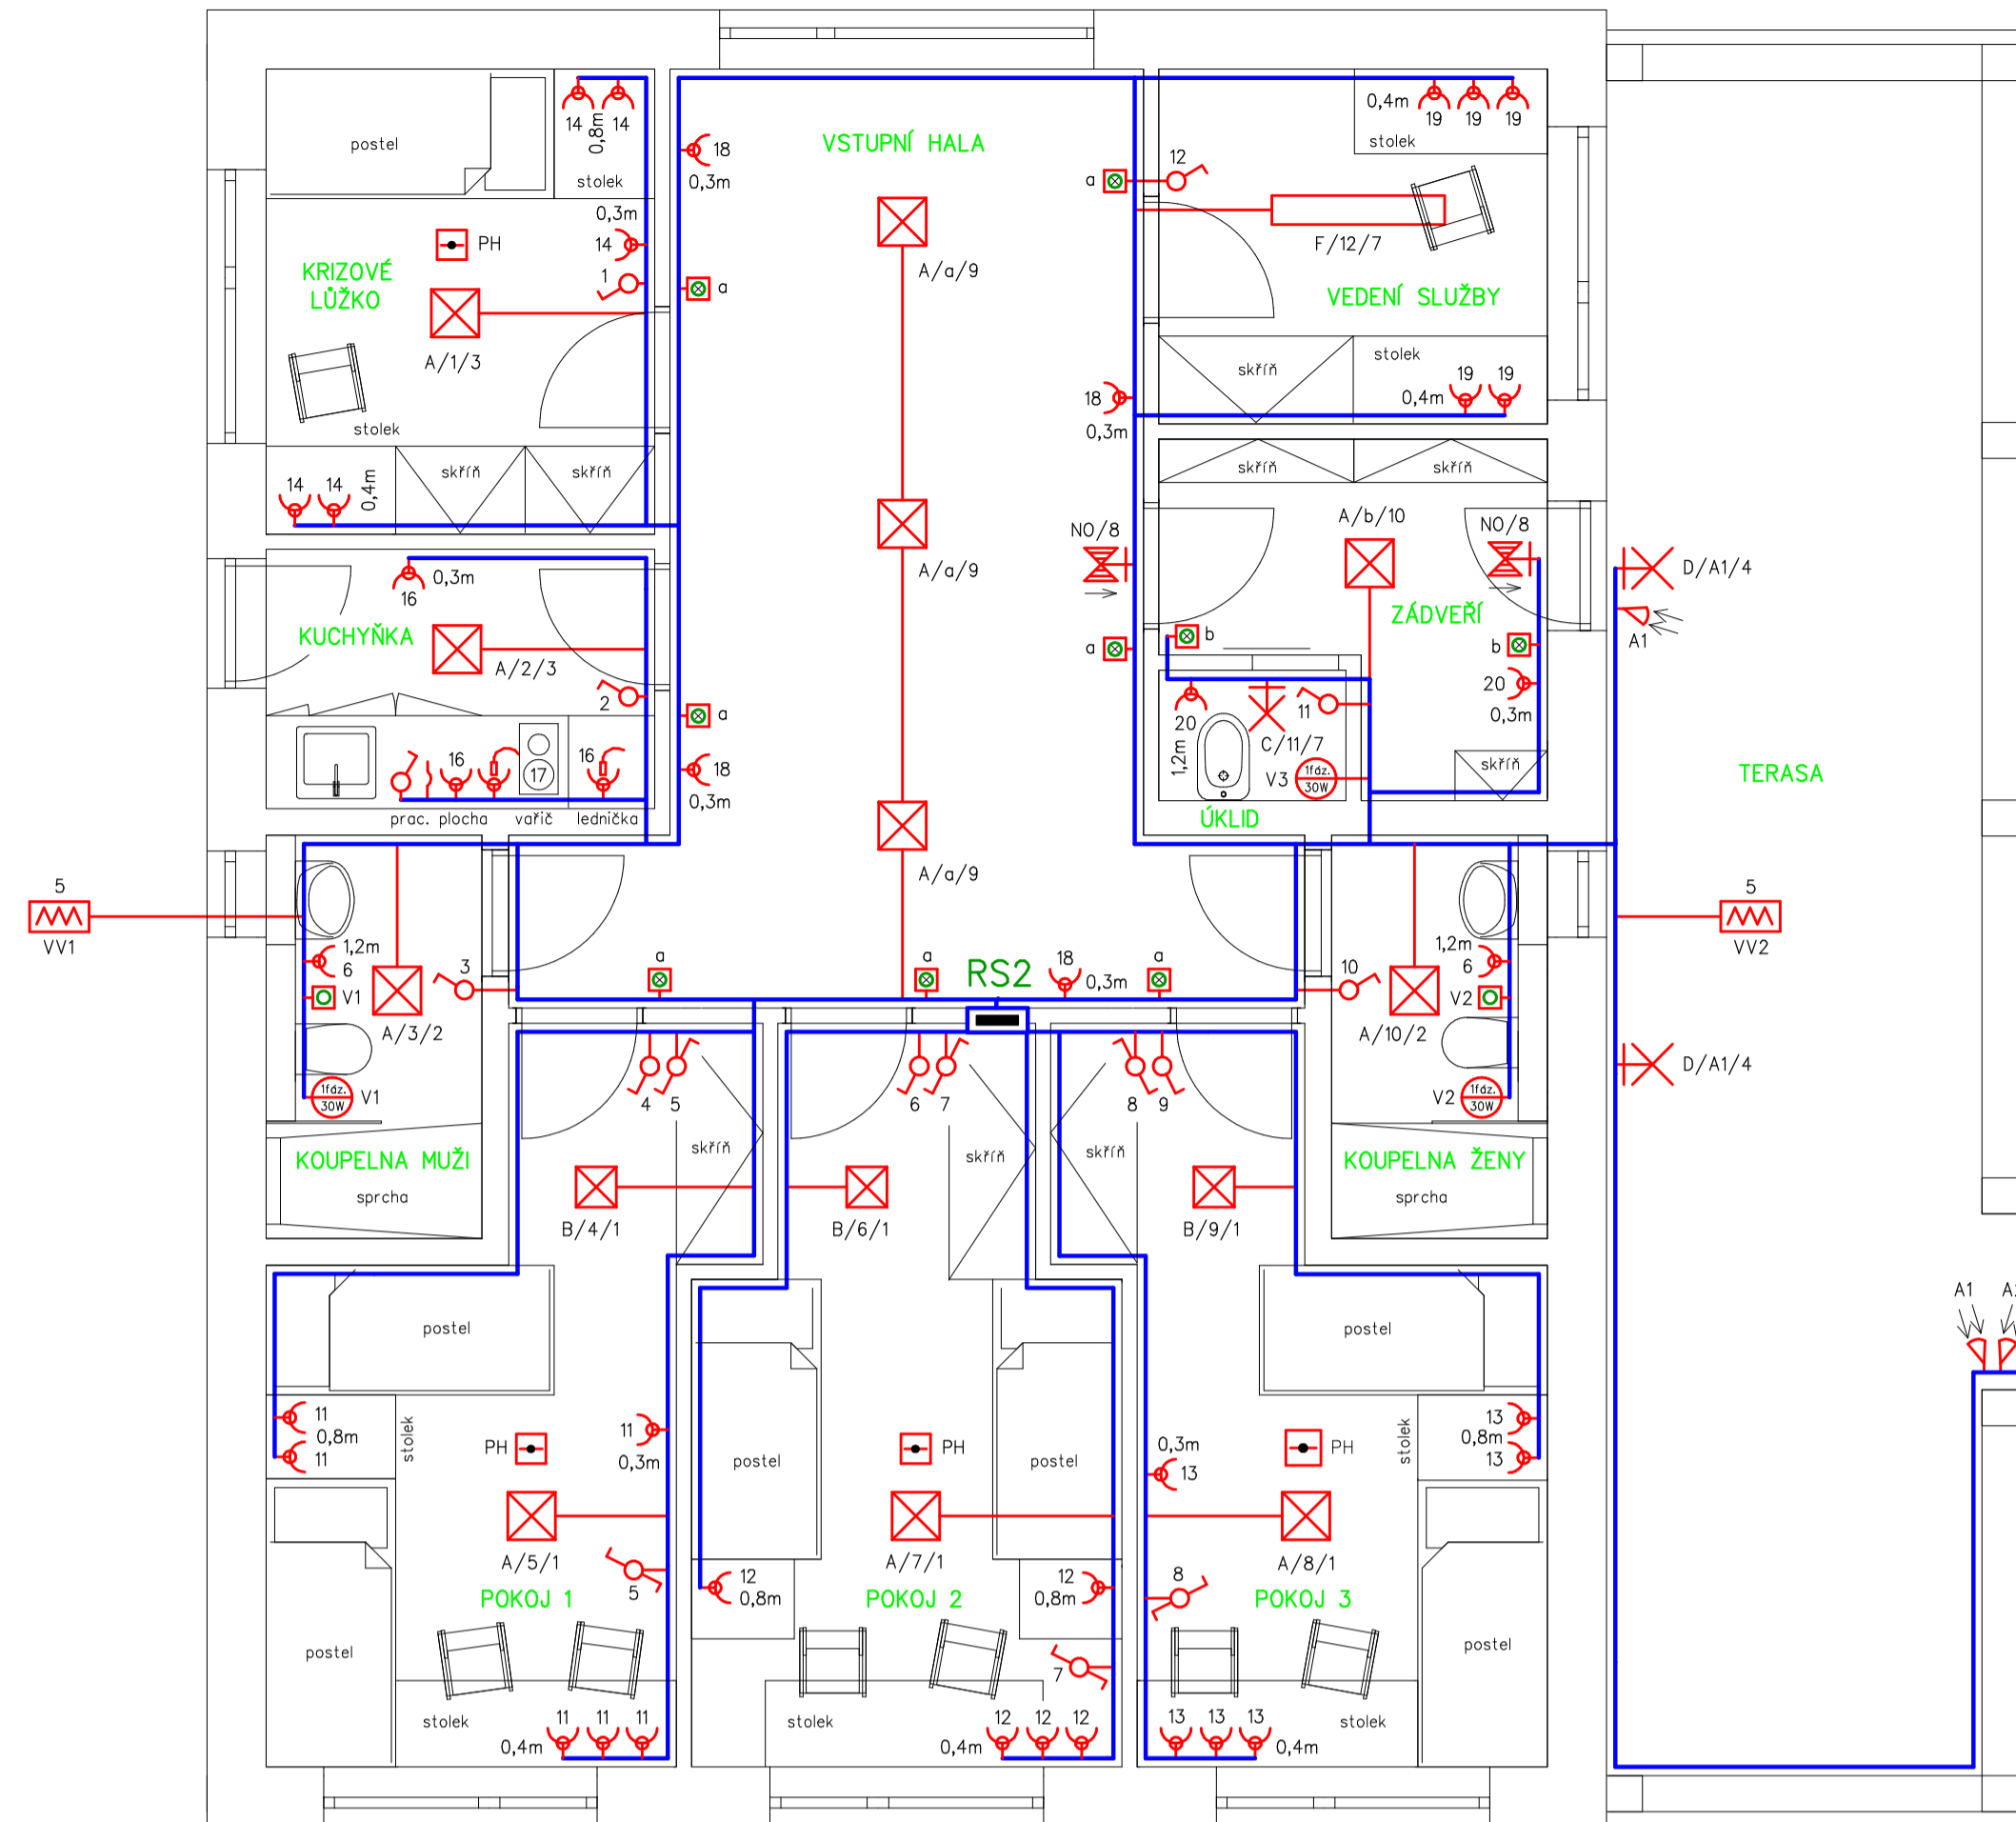 postel
14
14
0,8m
stolek
18
0,3m
VSTUPNÍ HALA
0,4m
19
19
19
stolek
12
a
0,3m
14
PH
1
KRIZOVÉ
LŮŽKO
A/1/3
a
A/a/9
F/12/7
VEDENÍ SLUŽBY
stolek
14
14
0,4m
skříň
skříň
18
0,3m
skříň
stolek
19
19
0,4m
skříň
skříň
A/b/10
NO/8
NO/8
A/a/9
0,3m
16
KUCHYŇKA
A/2/3
2
a
18
0,3m
a
b
ZÁDVEŘÍ
b
20
0,3m
D/A1/4
A1
16
17
16
prac. plocha
vařič
lednička
20
1,2m
C/11/7
11
V3
1fáz.
30W
skříň
ÚKLID
TERASA
A/a/9
5
VV1
1,2m
6
V1
3
A/3/2
1fáz.
30W
V1
KOUPELNA MUŽI
sprcha
a
a
RS2
18
0,3m
a
10
A/10/2
1,2m
6
V2
V2
1fáz.
30W
KOUPELNA ŽENY
sprcha
5
VV2
D/A1/4
4
5
skříň
6
7
skříň
8
9
skříň
B/4/1
B/6/1
B/9/1
postel
postel
A1
11
0,8m
11
stolek
PH
11
0,3m
postel
PH
postel
0,3m
13
PH
stolek
13
0,8m
13
A/5/1
5
POKOJ 1
A/7/1
12
0,8m
POKOJ 2
12
0,8m
A/8/1
8
POKOJ 3
postel
7
postel
stolek
11
11
11
0,4m
stolek
12
12
12
0,4m
13
13
13
0,4m
stolek